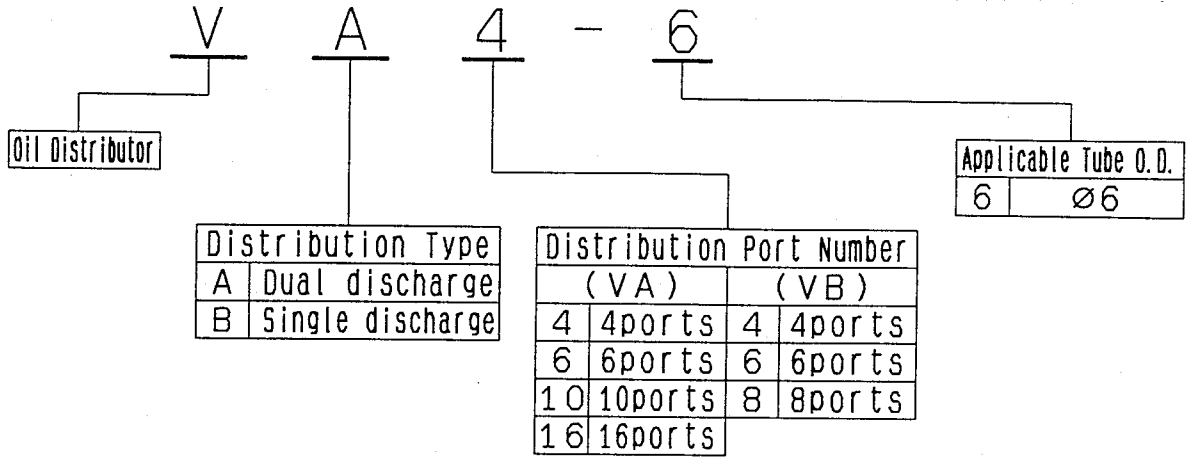 V A 4 - 6
Oil Distributor
Applicable Tube O.D.
6 Ø6
Distribution Type
A Dual discharge
B Single discharge
Distribution Port Number
(VA) (VB)
4 4ports 4 4ports
6 6ports 6 6ports
10 10ports 8 8ports
16 16ports